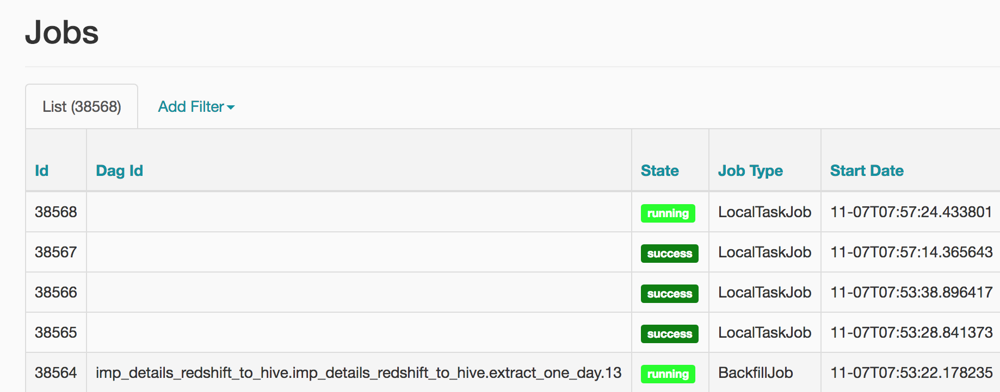 Jobs
List (38568) Add Filter
Id Dag Id State Job Type Start Date
38568 running LocalTaskJob 11-07T07:57:24.433801
38567 success LocalTaskJob 11-07T07:57:14.365643
38566 success LocalTaskJob 11-07T07:53:38.896417
38565 success LocalTaskJob 11-07T07:53:28.841373
38564 imp_details_redshift_to_hive.imp_details_redshift_to_hive.extract_one_day.13 running BackfillJob 11-07T07:53:22.178235